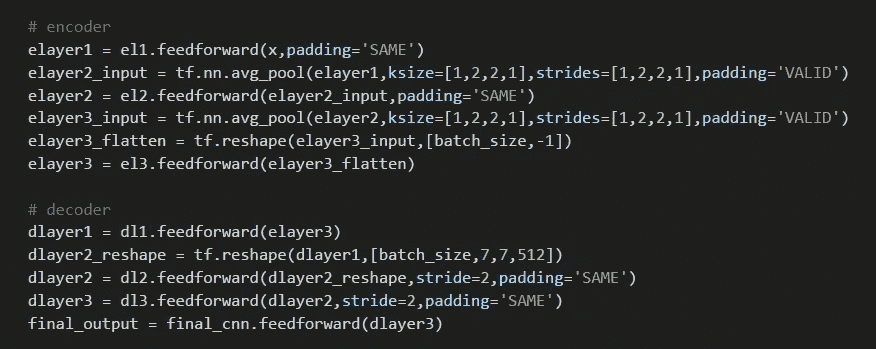 # encoder
elayer1 = el1.feedforward(x,padding='SAME')
elayer2_input = tf.nn.avg_pool(elayer1,ksize=[1,2,2,1],strides=[1,2,2,1],padding='VALID')
elayer2 = el2.feedforward(elayer2_input,padding='SAME')
elayer3_input = tf.nn.avg_pool(elayer2,ksize=[1,2,2,1],strides=[1,2,2,1],padding='VALID')
elayer3_flatten = tf.reshape(elayer3_input,[batch_size,-1])
elayer3 = el3.feedforward(elayer3_flatten)
# decoder
dlayer1 = dl1.feedforward(elayer3)
dlayer2_reshape = tf.reshape(dlayer1,[batch_size,7,7,512])
dlayer2 = dl2.feedforward(dlayer2_reshape,stride=2,padding='SAME')
dlayer3 = dl3.feedforward(dlayer2,stride=2,padding='SAME')
final_output = final_cnn.feedforward(dlayer3)